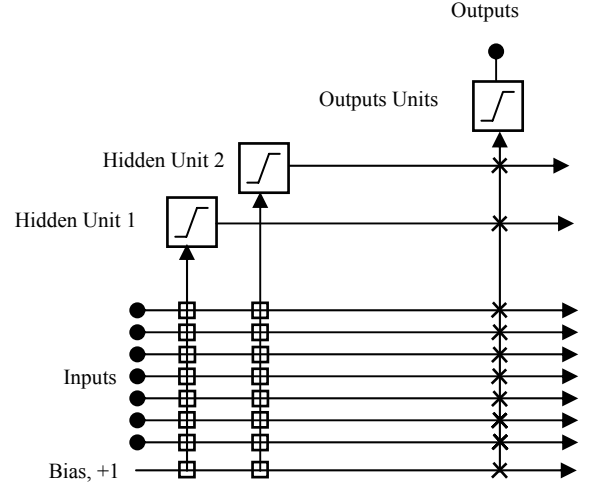 Outputs
Outputs Units
Hidden Unit 2
Hidden Unit 1
Inputs
Bias, +1